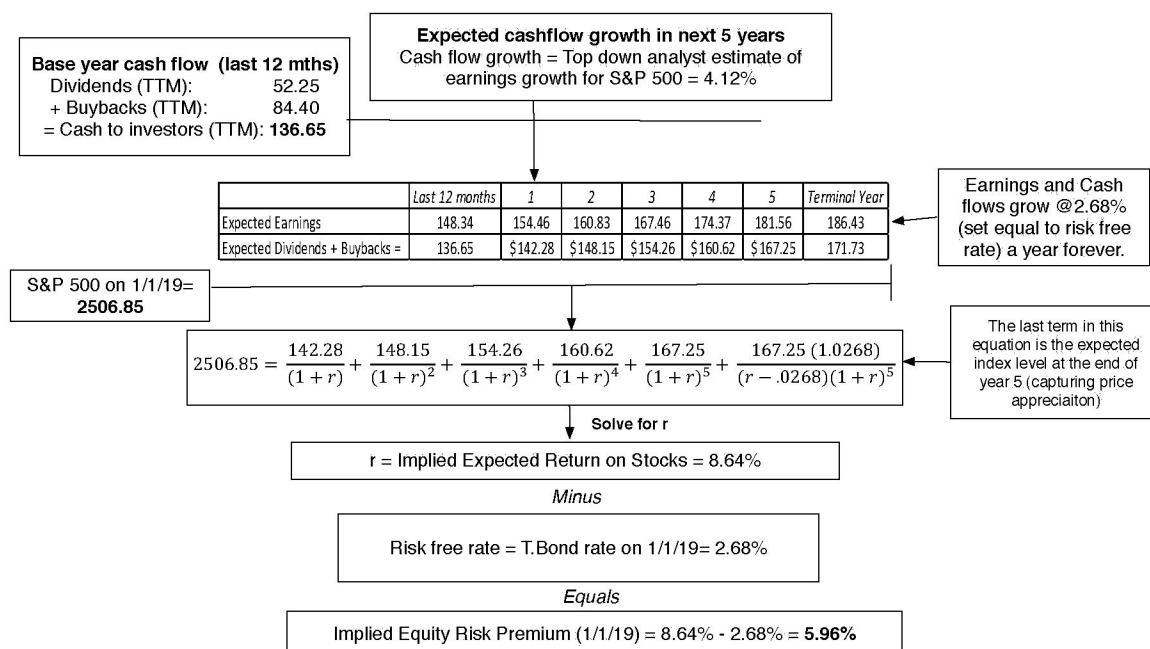 Expected cashflow growth in next 5 years
Cash flow growth = Top down analyst estimate of
earnings growth for S&P 500 = 4.12%
Base year cash flow (last 12 mths)
Dividends (TTM): 52.25
+ Buybacks (TTM): 84.40
= Cash to investors (TTM): 136.65
Last 12 months 1 2 3 4 5 Terminal Year
Expected Earnings 148.34 154.46 160.83 167.46 174.37 181.56 186.43
Expected Dividends + Buybacks = 136.65 $142.28 $148.15 $154.26 $160.62 $167.25 171.73
Earnings and Cash
flows grow @2.68%
(set equal to risk free
rate) a year forever.
S&P 500 on 1/1/19=
2506.85
2506.85 = 142.28/(1 + r) + 148.15/(1 + r)^2 + 154.26/(1 + r)^3 + 160.62/(1 + r)^4 + 167.25/(1 + r)^5 + 167.25 (1.0268)/(r − .0268)(1 + r)^5
The last term in this
equation is the expected
index level at the end of
year 5 (capturing price
appreciaiton)
Solve for r
r = Implied Expected Return on Stocks = 8.64%
Minus
Risk free rate = T.Bond rate on 1/1/19= 2.68%
Equals
Implied Equity Risk Premium (1/1/19) = 8.64% - 2.68% = 5.96%